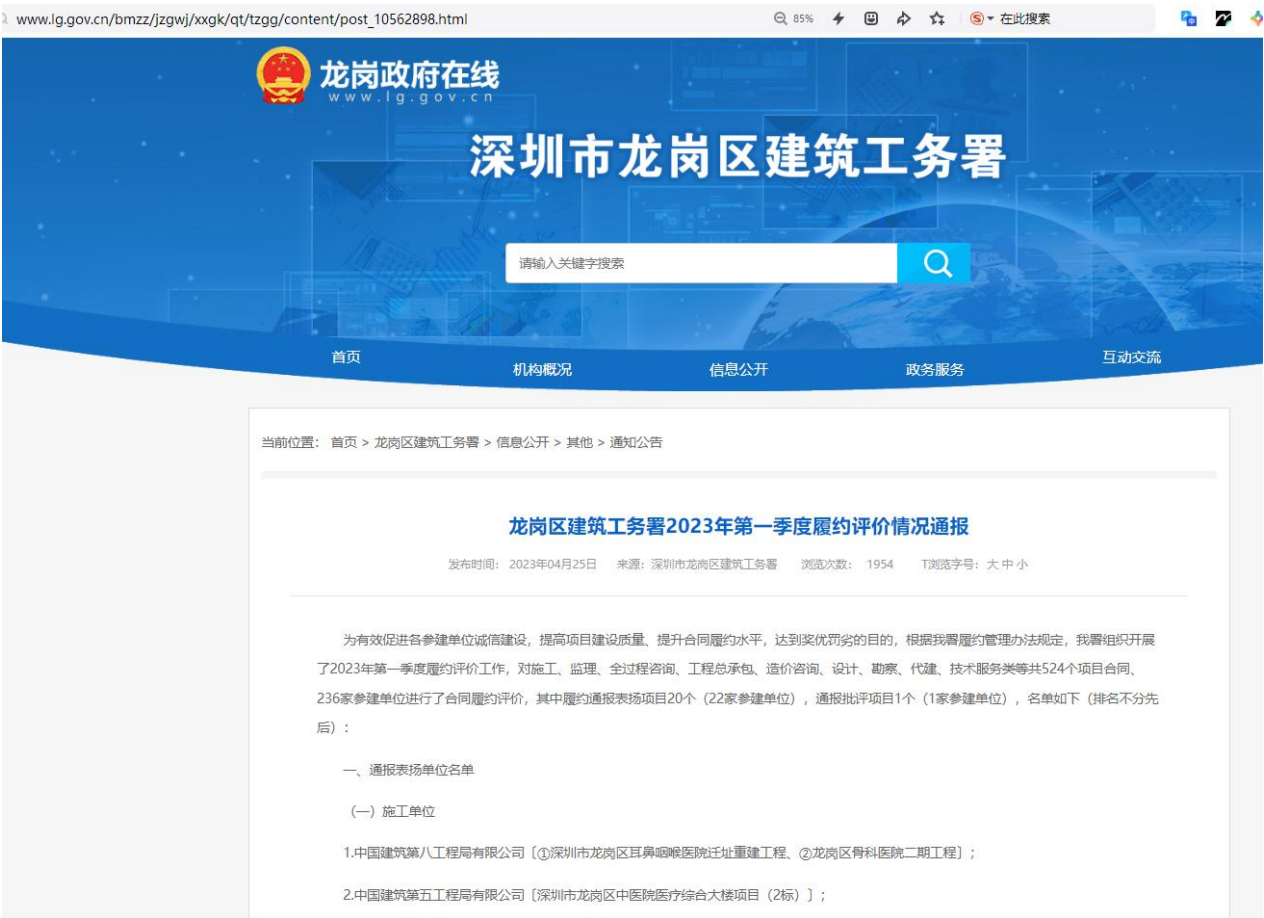 www.lg.gov.cn/bmzz/jzgwj/xxgk/qt/tzgg/content/post_10562898.html
85%
在此搜索
龙岗政府在线
www.lg.gov.cn
深圳市龙岗区建筑工务署
请输入关键字搜索
首页
机构概况
信息公开
政务服务
互动交流
当前位置： 首页 > 龙岗区建筑工务署 > 信息公开 > 其他 > 通知公告
龙岗区建筑工务署2023年第一季度履约评价情况通报
发布时间： 2023年04月25日 来源：深圳市龙岗区建筑工务署 浏览次数： 1954 T浏览字号：大 中 小
为有效促进各参建单位诚信建设，提高项目建设质量、提升合同履约水平，达到奖优罚劣的目的，根据我署履约管理办法规定，我署组织开展
了2023年第一季度履约评价工作，对施工、监理、全过程咨询、工程总承包、造价咨询、设计、勘察、代建、技术服务类等共524个项目合同、
236家参建单位进行了合同履约评价，其中履约通报表扬项目20个（22家参建单位），通报批评项目1个（1家参建单位），名单如下（排名不分先
后）：
一、通报表扬单位名单
（一）施工单位
1.中国建筑第八工程局有限公司〔①深圳市龙岗区耳鼻咽喉医院迁址重建工程、②龙岗区骨科医院二期工程〕；
2.中国建筑第五工程局有限公司〔深圳市龙岗区中医院医疗综合大楼项目（2标）〕；